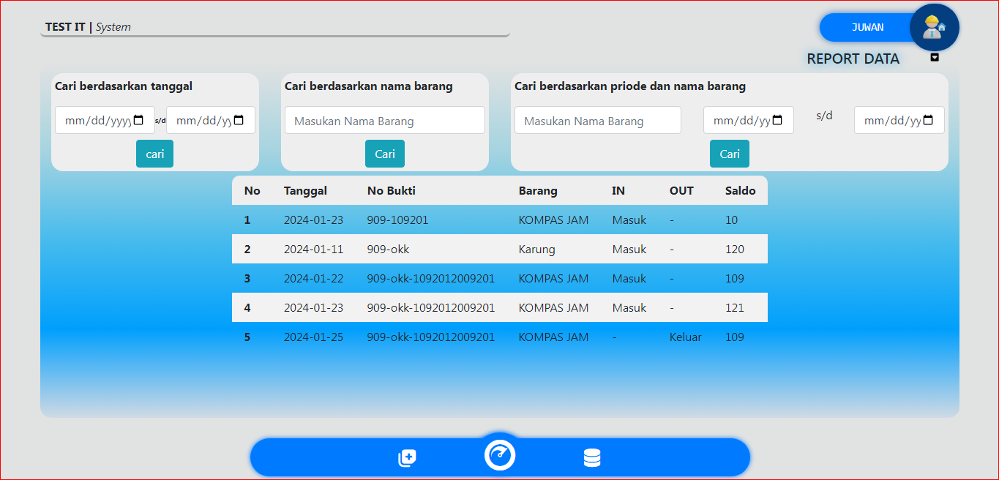 TEST IT | System
JUWAN
REPORT DATA
Cari berdasarkan tanggal
mm/dd/yyyy s/d mm/dd/yy
cari
Cari berdasarkan nama barang
Masukan Nama Barang
Cari
Cari berdasarkan priode dan nama barang
Masukan Nama Barang mm/dd/yy s/d mm/dd/yy
Cari
No Tanggal No Bukti Barang IN OUT Saldo
1 2024-01-23 909-109201 KOMPAS JAM Masuk - 10
2 2024-01-11 909-okk Karung Masuk - 120
3 2024-01-22 909-okk-1092012009201 KOMPAS JAM Masuk - 109
4 2024-01-23 909-okk-1092012009201 KOMPAS JAM Masuk - 121
5 2024-01-25 909-okk-1092012009201 KOMPAS JAM - Keluar 109